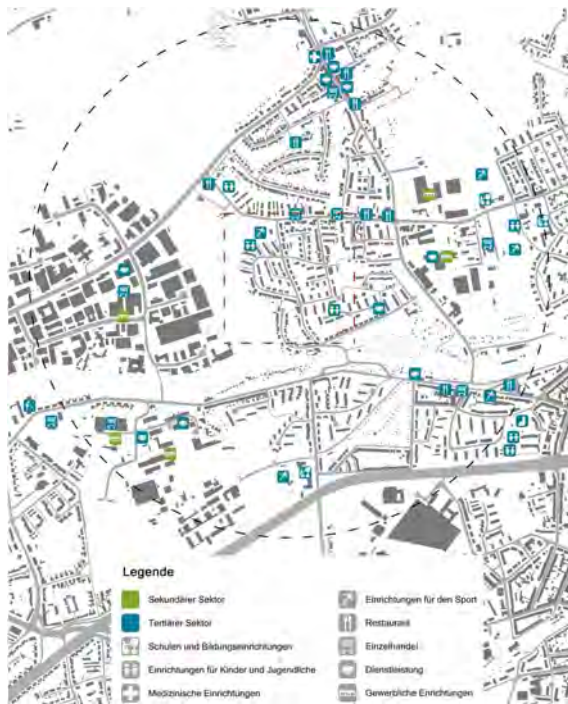 Legende
Sekundärer Sektor
Tertiärer Sektor
Schulen und Bildungseinrichtungen
Einrichtungen für Kinder und Jugendliche
Medizinische Einrichtungen
Einrichtungen für den Sport
Restaurant
Einzelhandel
Dienstleistung
Gewerbliche Einrichtungen